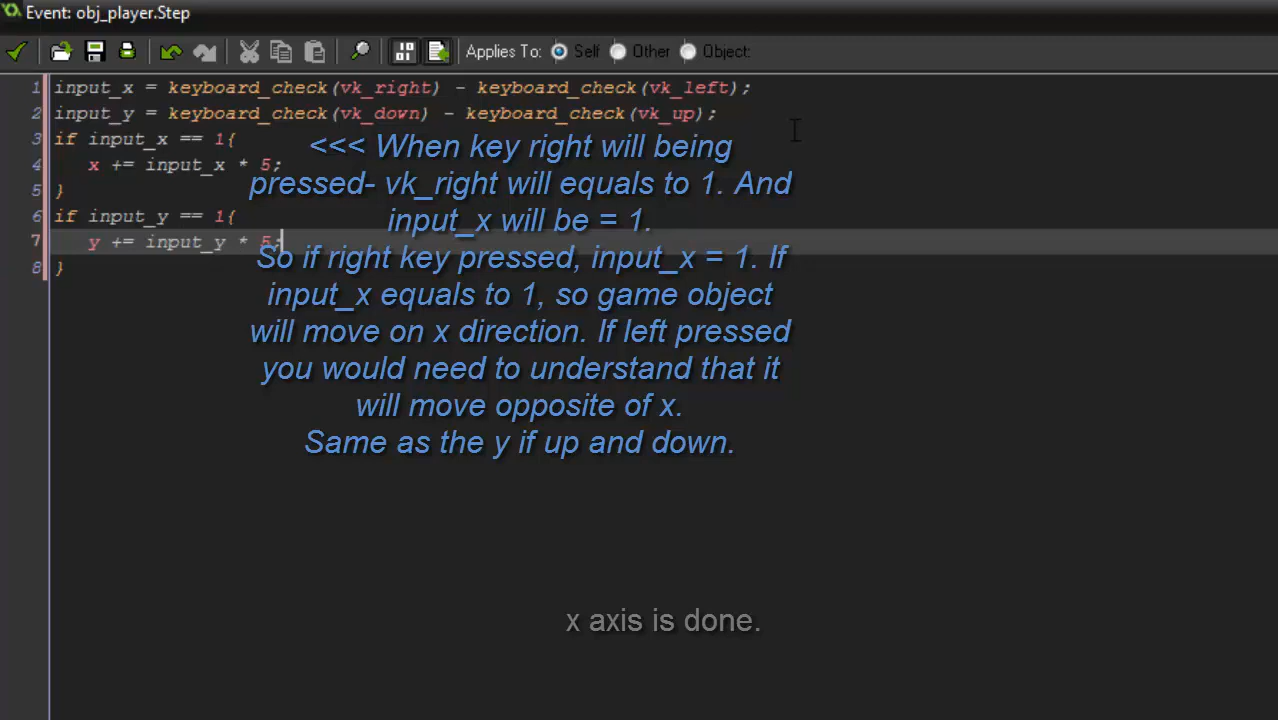 Event: obj_player.Step
Applies To: Self Other Object:
1 input_x = keyboard_check(vk_right) - keyboard_check(vk_left);
2 input_y = keyboard_check(vk_down) - keyboard_check(vk_up);
3 if input_x == 1{
4 x += input_x * 5;
5 }
6 if input_y == 1{
7 y += input_y * 5;
8 }
<<< When key right will being
pressed- vk_right will equals to 1. And
input_x will be = 1.
So if right key pressed, input_x = 1. If
input_x equals to 1, so game object
will move on x direction. If left pressed
you would need to understand that it
will move opposite of x.
Same as the y if up and down.
x axis is done.